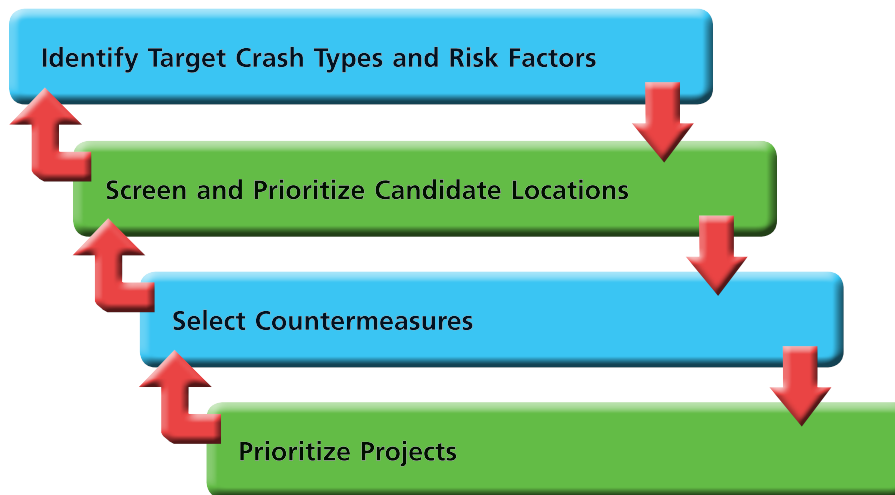 Identify Target Crash Types and Risk Factors
Screen and Prioritize Candidate Locations
Select Countermeasures
Prioritize Projects